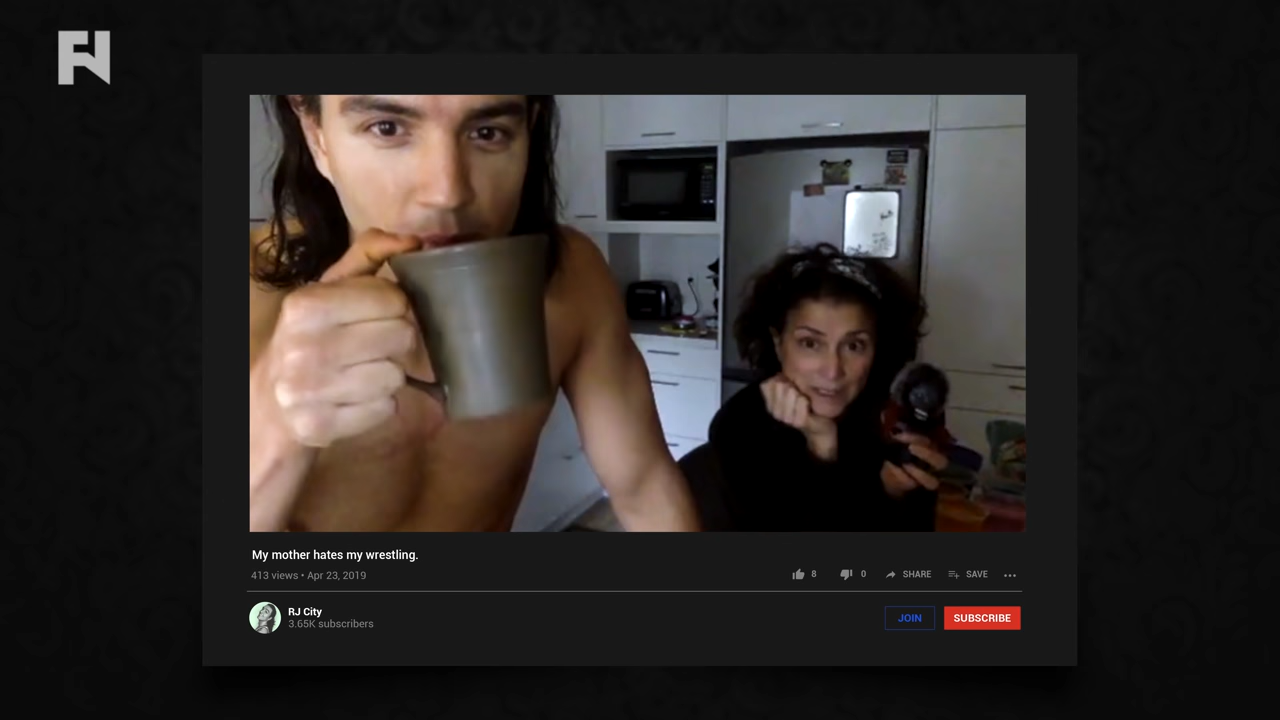 FN
My mother hates my wrestling.
413 views • Apr 23, 2019
8 0 SHARE SAVE
RJ City
3.65K subscribers
JOIN SUBSCRIBE